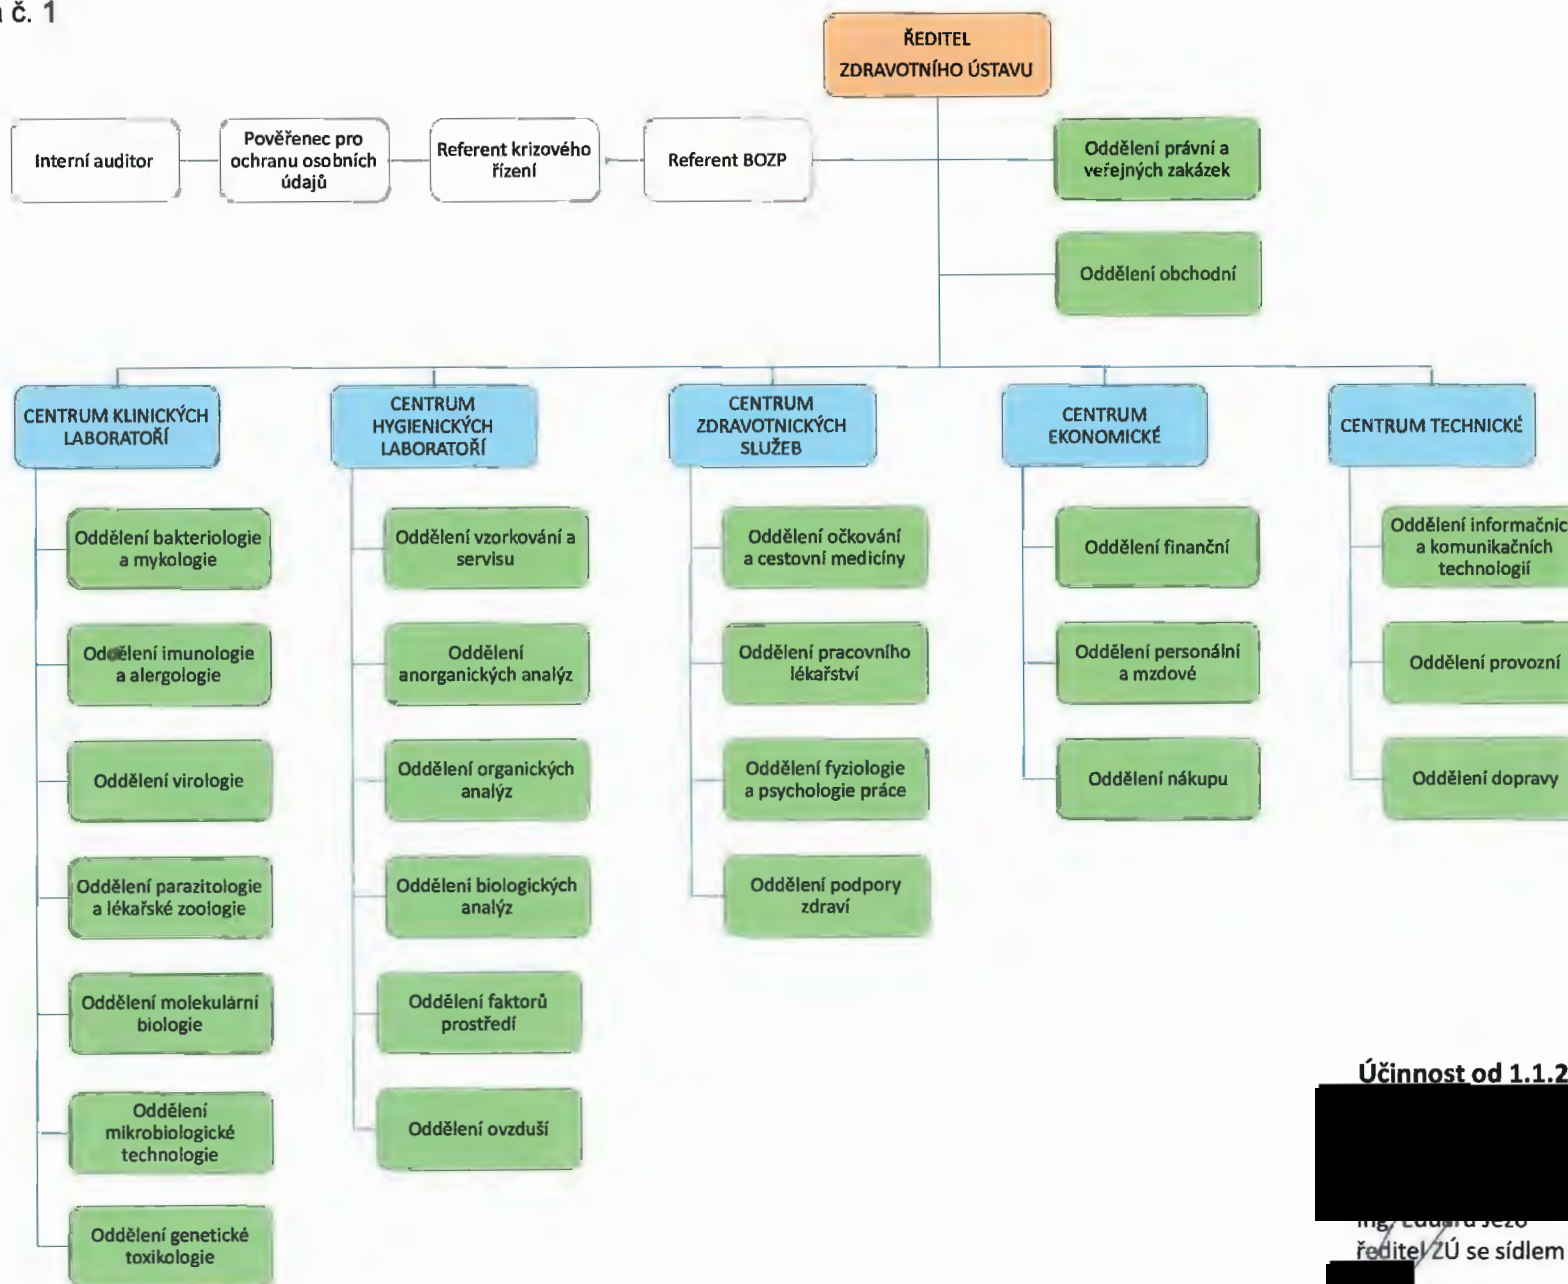 č. 1
ŘEDITEL
ZDRAVOTNÍHO ÚSTAVU
Interní auditor
Pověřenec pro
ochranu osobních
údajů
Referent krizového
řízení
Referent BOZP
Oddělení právní a
veřejných zakázek
Oddělení obchodní
CENTRUM KLINICKÝCH
LABORATOŘÍ
Oddělení bakteriologie
a mykologie
Oddělení imunologie
a alergologie
Oddělení virologie
Oddělení parazitologie
a lékařské zoologie
Oddělení molekulární
biologie
Oddělení
mikrobiologické
technologie
Oddělení genetické
toxikologie
CENTRUM
HYGIENICKÝCH
LABORATOŘÍ
Oddělení vzorkování a
servisu
Oddělení
anorganických analýz
Oddělení organických
analýz
Oddělení biologických
analýz
Oddělení faktorů
prostředí
Oddělení ovzduší
CENTRUM
ZDRAVOTNICKÝCH
SLUŽEB
Oddělení očkování
a cestovní medicíny
Oddělení pracovního
lékařství
Oddělení fyziologie
a psychologie práce
Oddělení podpory
zdraví
CENTRUM
EKONOMICKÉ
Oddělení finanční
Oddělení personální
a mzdové
Oddělení nákupu
CENTRUM TECHNICKÉ
Oddělení informačníc
a komunikačních
technologií
Oddělení provozní
Oddělení dopravy
Účinnost od 1.1.2
ředitel ZÚ se sídlem